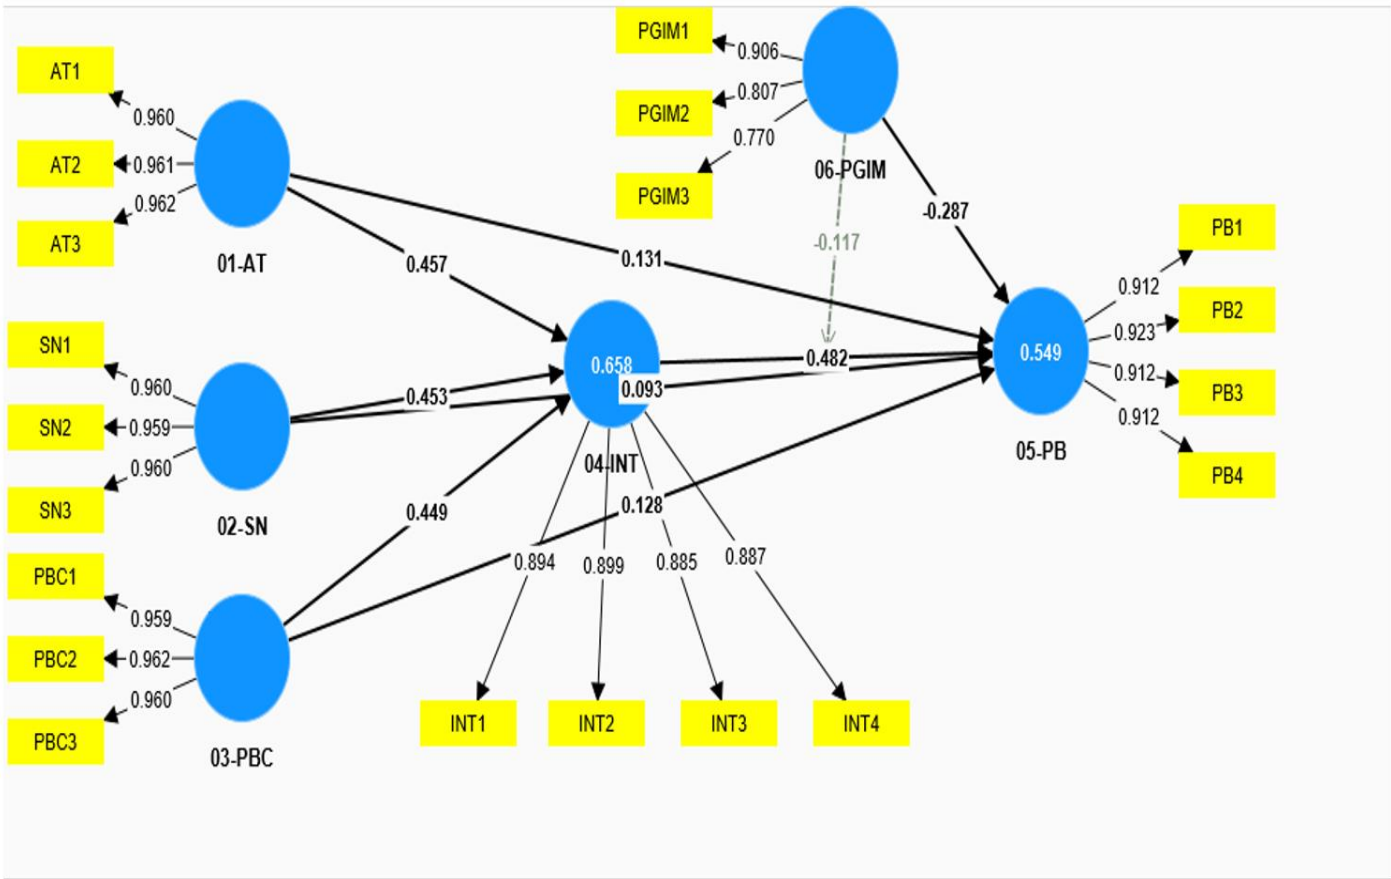 PGIM1
0.906
PGIM2
0.807
PGIM3
0.770
06-PGIM
-0.287
-0.117
AT1
0.960
AT2
0.961
AT3
0.962
01-AT
0.457
0.131
SN1
0.960
SN2
0.959
SN3
0.960
02-SN
0.453
0.093
0.658
04-INT
0.482
0.549
05-PB
PB1
0.912
PB2
0.923
PB3
0.912
PB4
0.912
PBC1
0.959
PBC2
0.962
PBC3
0.960
03-PBC
0.449
0.128
0.894
0.899
0.885
0.887
INT1
INT2
INT3
INT4